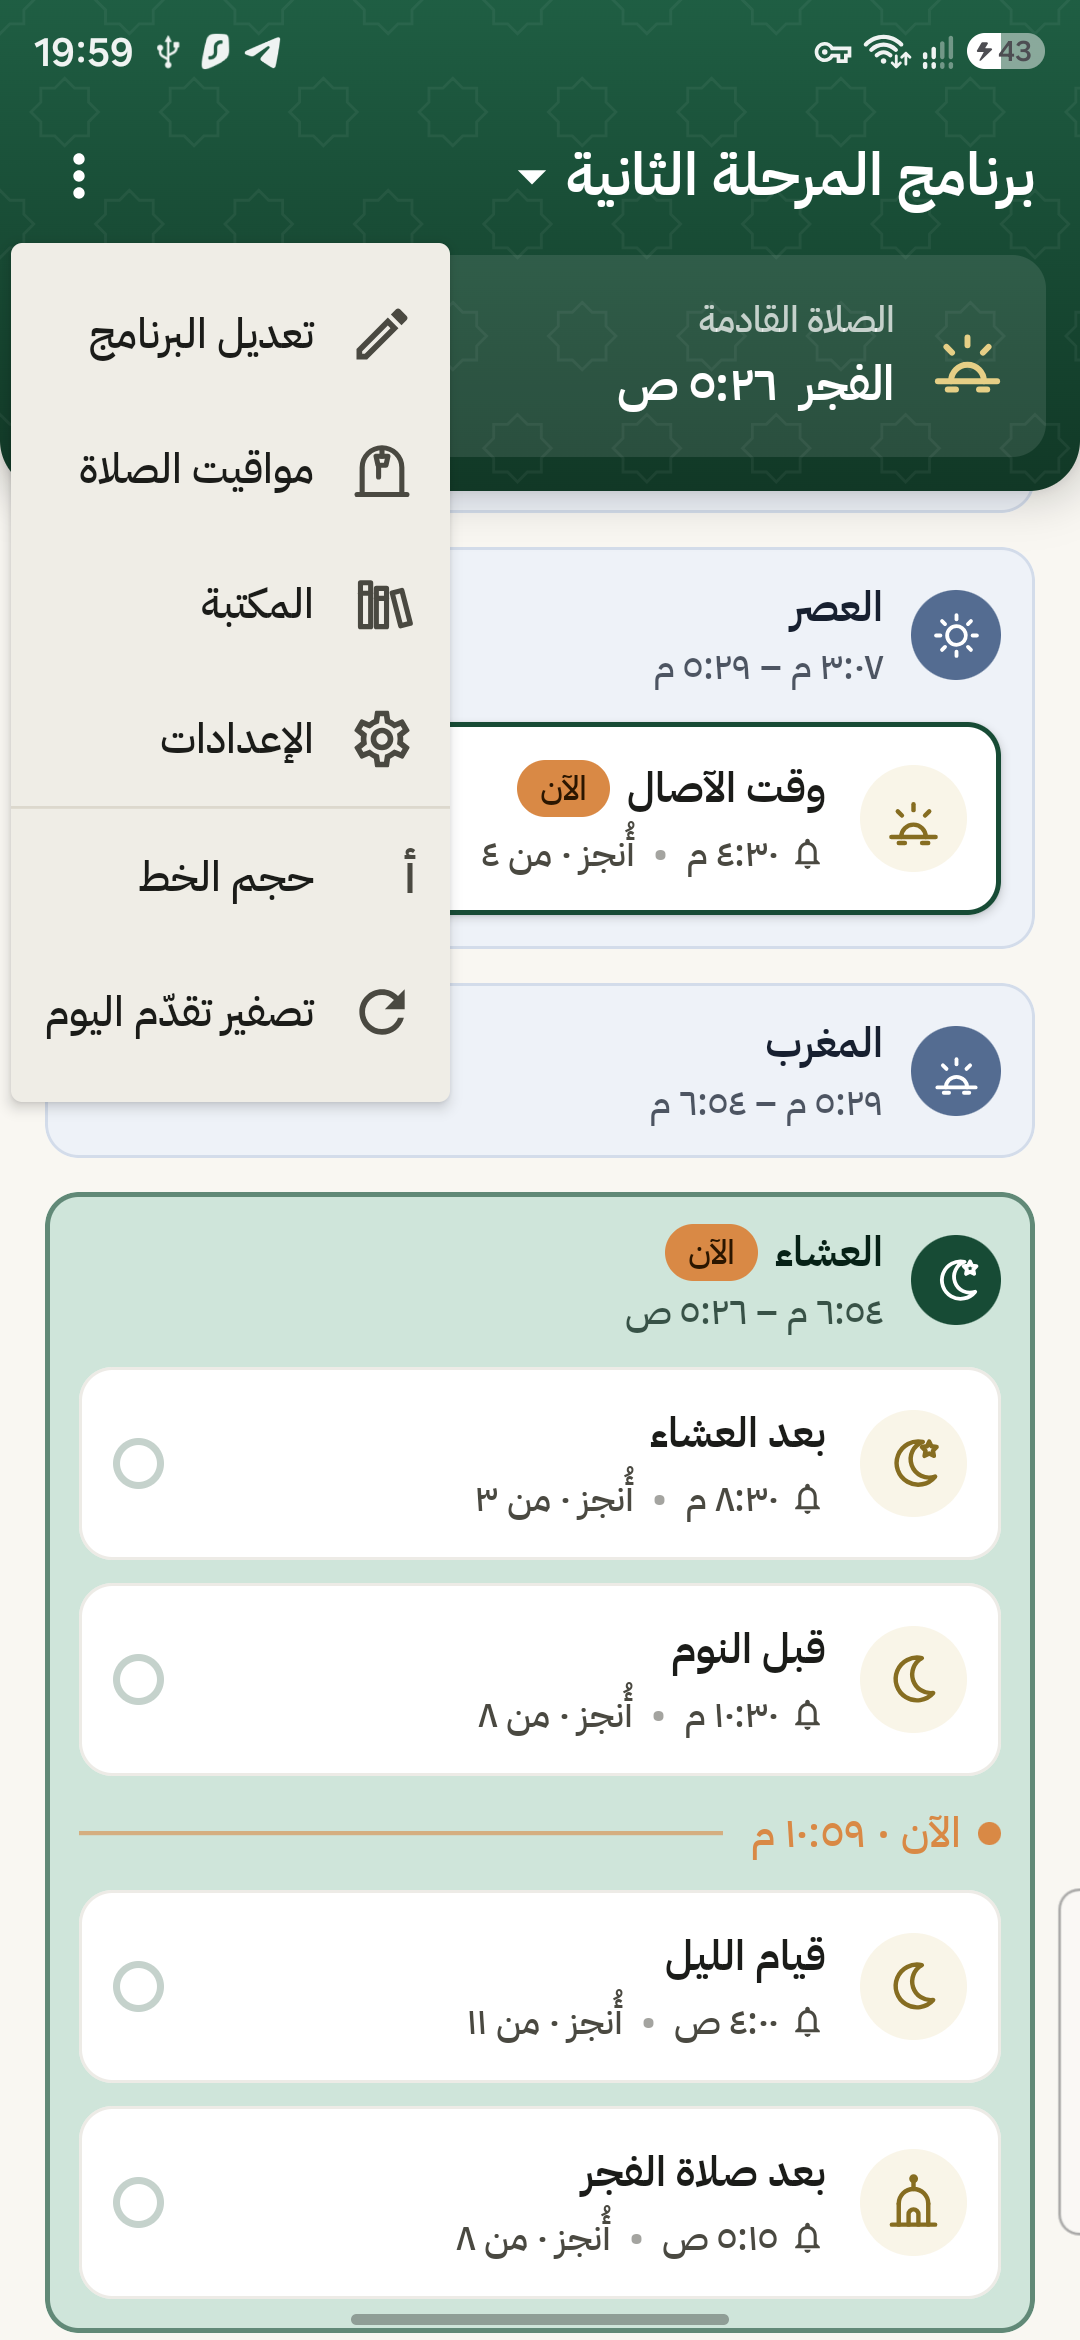 19:59
43
برنامج المرحلة الثانية
الصلاة القادمة
الفجر ٥:٢٦ ص
تعديل البرنامج
مواقيت الصلاة
المكتبة
الإعدادات
أ حجم الخط
تصفير تقدّم اليوم
العصر
٣:٠٧ م – ٥:٢٩ م
وقت الآصال الآن
٤:٣٠ م • أُنجز ٠ من ٤
المغرب
٥:٢٩ م – ٦:٥٤ م
العشاء الآن
٦:٥٤ م – ٥:٢٦ ص
بعد العشاء
٨:٣٠ م • أُنجز ٠ من ٣
قبل النوم
١٠:٣٠ م • أُنجز ٠ من ٨
الآن · ١٠:٥٩ م
قيام الليل
٤:٠٠ ص • أُنجز ٠ من ١١
بعد صلاة الفجر
٥:١٥ ص • أُنجز ٠ من ٨